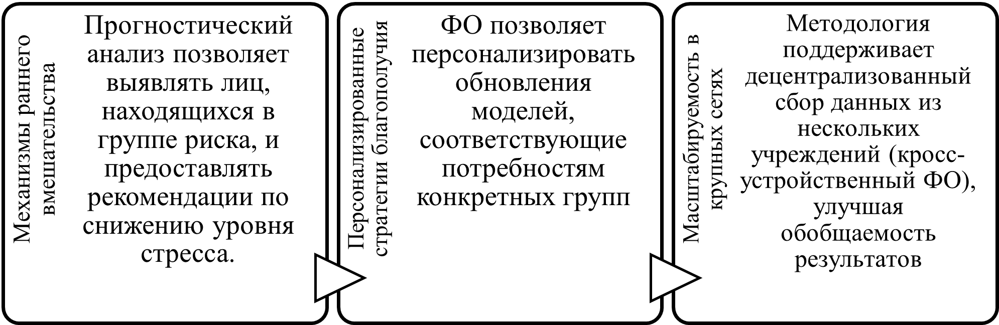 Механизмы раннего
вмешательства
Прогностический
анализ позволяет
выявлять лиц,
находящихся в
группе риска, и
предоставлять
рекомендации по
снижению уровня
стресса.
Персонализированные
стратегии благополучия
ФО позволяет
персонализировать
обновления
моделей,
соответствующие
потребностям
конкретных групп
Масштабируемость в
крупных сетях
Методология
поддерживает
децентрализованный
сбор данных из
нескольких
учреждений (кросс-
устройственный ФО),
улучшая
обобщаемость
результатов